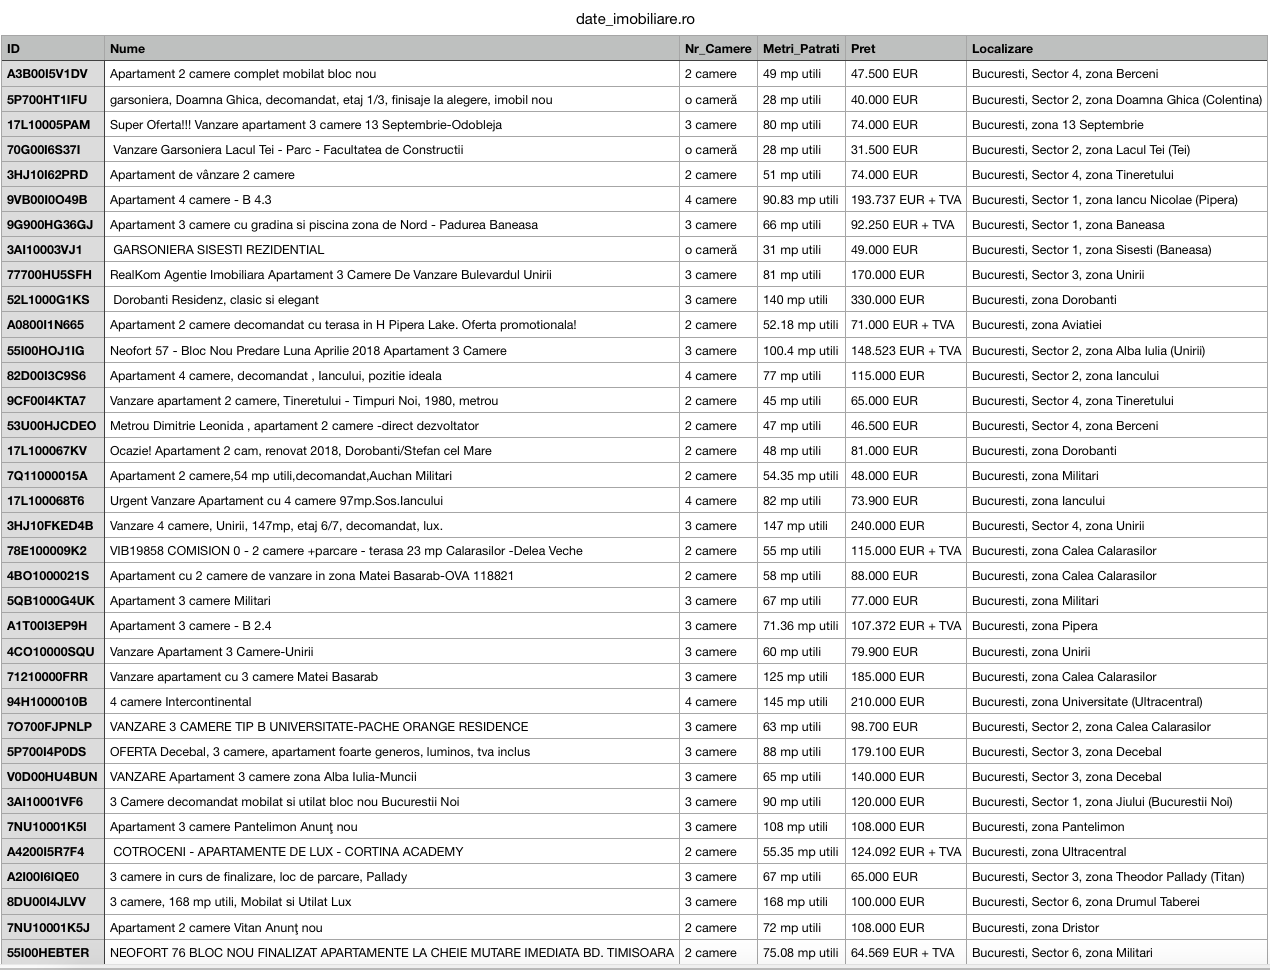 date_imobiliare.ro
ID Nume Nr_Camere Metri_Patrati Pret Localizare
A3B00I5V1DV Apartament 2 camere complet mobilat bloc nou 2 camere 49 mp utili 47.500 EUR Bucuresti, Sector 4, zona Berceni
5P700HT1IFU garsoniera, Doamna Ghica, decomandat, etaj 1/3, finisaje la alegere, imobil nou o cameră 28 mp utili 40.000 EUR Bucuresti, Sector 2, zona Doamna Ghica (Colentina)
17L10005PAM Super Oferta!!! Vanzare apartament 3 camere 13 Septembrie-Odobleja 3 camere 80 mp utili 74.000 EUR Bucuresti, zona 13 Septembrie
70G00I6S37I Vanzare Garsoniera Lacul Tei - Parc - Facultatea de Constructii o cameră 28 mp utili 31.500 EUR Bucuresti, Sector 2, zona Lacul Tei (Tei)
3HJ10I62PRD Apartament de vânzare 2 camere 2 camere 51 mp utili 74.000 EUR Bucuresti, Sector 4, zona Tineretului
9VB00I0O49B Apartament 4 camere - B 4.3 4 camere 90.83 mp utili 193.737 EUR + TVA Bucuresti, Sector 1, zona Iancu Nicolae (Pipera)
9G900HG36GJ Apartament 3 camere cu gradina si piscina zona de Nord - Padurea Baneasa 3 camere 66 mp utili 92.250 EUR + TVA Bucuresti, Sector 1, zona Baneasa
3AI10003VJ1 GARSONIERA SISESTI REZIDENTIAL o cameră 31 mp utili 49.000 EUR Bucuresti, Sector 1, zona Sisesti (Baneasa)
77700HU5SFH RealKom Agentie Imobiliara Apartament 3 Camere De Vanzare Bulevardul Unirii 3 camere 81 mp utili 170.000 EUR Bucuresti, Sector 3, zona Unirii
52L1000G1KS Dorobanti Residenz, clasic si elegant 3 camere 140 mp utili 330.000 EUR Bucuresti, zona Dorobanti
A0800I1N665 Apartament 2 camere decomandat cu terasa in H Pipera Lake. Oferta promotionala! 2 camere 52.18 mp utili 71.000 EUR + TVA Bucuresti, zona Aviatiei
55I00HOJ1IG Neofort 57 - Bloc Nou Predare Luna Aprilie 2018 Apartament 3 Camere 3 camere 100.4 mp utili 148.523 EUR + TVA Bucuresti, Sector 2, zona Alba Iulia (Unirii)
82D00I3C9S6 Apartament 4 camere, decomandat , Iancului, pozitie ideala 4 camere 77 mp utili 115.000 EUR Bucuresti, Sector 2, zona Iancului
9CF00I4KTA7 Vanzare apartament 2 camere, Tineretului - Timpuri Noi, 1980, metrou 2 camere 45 mp utili 65.000 EUR Bucuresti, Sector 4, zona Tineretului
53U00HJCDEO Metrou Dimitrie Leonida , apartament 2 camere -direct dezvoltator 2 camere 47 mp utili 46.500 EUR Bucuresti, Sector 4, zona Berceni
17L100067KV Ocazie! Apartament 2 cam, renovat 2018, Dorobanti/Stefan cel Mare 2 camere 48 mp utili 81.000 EUR Bucuresti, zona Dorobanti
7Q11000015A Apartament 2 camere,54 mp utili,decomandat,Auchan Militari 2 camere 54.35 mp utili 48.000 EUR Bucuresti, zona Militari
17L100068T6 Urgent Vanzare Apartament cu 4 camere 97mp.Sos.Iancului 4 camere 82 mp utili 73.900 EUR Bucuresti, zona Iancului
3HJ10FKED4B Vanzare 4 camere, Unirii, 147mp, etaj 6/7, decomandat, lux. 3 camere 147 mp utili 240.000 EUR Bucuresti, Sector 4, zona Unirii
78E100009K2 VIB19858 COMISION 0 - 2 camere +parcare - terasa 23 mp Calarasilor -Delea Veche 2 camere 55 mp utili 115.000 EUR + TVA Bucuresti, zona Calea Calarasilor
4BO1000021S Apartament cu 2 camere de vanzare in zona Matei Basarab-OVA 118821 2 camere 58 mp utili 88.000 EUR Bucuresti, zona Calea Calarasilor
5QB1000G4UK Apartament 3 camere Militari 3 camere 67 mp utili 77.000 EUR Bucuresti, zona Militari
A1T00I3EP9H Apartament 3 camere - B 2.4 3 camere 71.36 mp utili 107.372 EUR + TVA Bucuresti, zona Pipera
4CO10000SQU Vanzare Apartament 3 Camere-Unirii 3 camere 60 mp utili 79.900 EUR Bucuresti, zona Unirii
71210000FRR Vanzare apartament cu 3 camere Matei Basarab 3 camere 125 mp utili 185.000 EUR Bucuresti, zona Calea Calarasilor
94H1000010B 4 camere Intercontinental 4 camere 145 mp utili 210.000 EUR Bucuresti, zona Universitate (Ultracentral)
7O700FJPNLP VANZARE 3 CAMERE TIP B UNIVERSITATE-PACHE ORANGE RESIDENCE 3 camere 63 mp utili 98.700 EUR Bucuresti, Sector 2, zona Calea Calarasilor
5P700I4P0DS OFERTA Decebal, 3 camere, apartament foarte generos, luminos, tva inclus 3 camere 88 mp utili 179.100 EUR Bucuresti, Sector 3, zona Decebal
V0D00HU4BUN VANZARE Apartament 3 camere zona Alba Iulia-Muncii 3 camere 65 mp utili 140.000 EUR Bucuresti, Sector 3, zona Decebal
3AI10001VF6 3 Camere decomandat mobilat si utilat bloc nou Bucurestii Noi 3 camere 90 mp utili 120.000 EUR Bucuresti, Sector 1, zona Jiului (Bucurestii Noi)
7NU10001K5I Apartament 3 camere Pantelimon Anunţ nou 3 camere 108 mp utili 108.000 EUR Bucuresti, zona Pantelimon
A4200I5R7F4 COTROCENI - APARTAMENTE DE LUX - CORTINA ACADEMY 2 camere 55.35 mp utili 124.092 EUR + TVA Bucuresti, zona Ultracentral
A2I00I6IQE0 3 camere in curs de finalizare, loc de parcare, Pallady 3 camere 67 mp utili 65.000 EUR Bucuresti, Sector 3, zona Theodor Pallady (Titan)
8DU00I4JLVV 3 camere, 168 mp utili, Mobilat si Utilat Lux 3 camere 168 mp utili 100.000 EUR Bucuresti, Sector 6, zona Drumul Taberei
7NU10001K5J Apartament 2 camere Vitan Anunţ nou 2 camere 72 mp utili 108.000 EUR Bucuresti, zona Dristor
55I00HEBTER NEOFORT 76 BLOC NOU FINALIZAT APARTAMENTE LA CHEIE MUTARE IMEDIATA BD. TIMISOARA 2 camere 75.08 mp utili 64.569 EUR + TVA Bucuresti, Sector 6, zona Militari